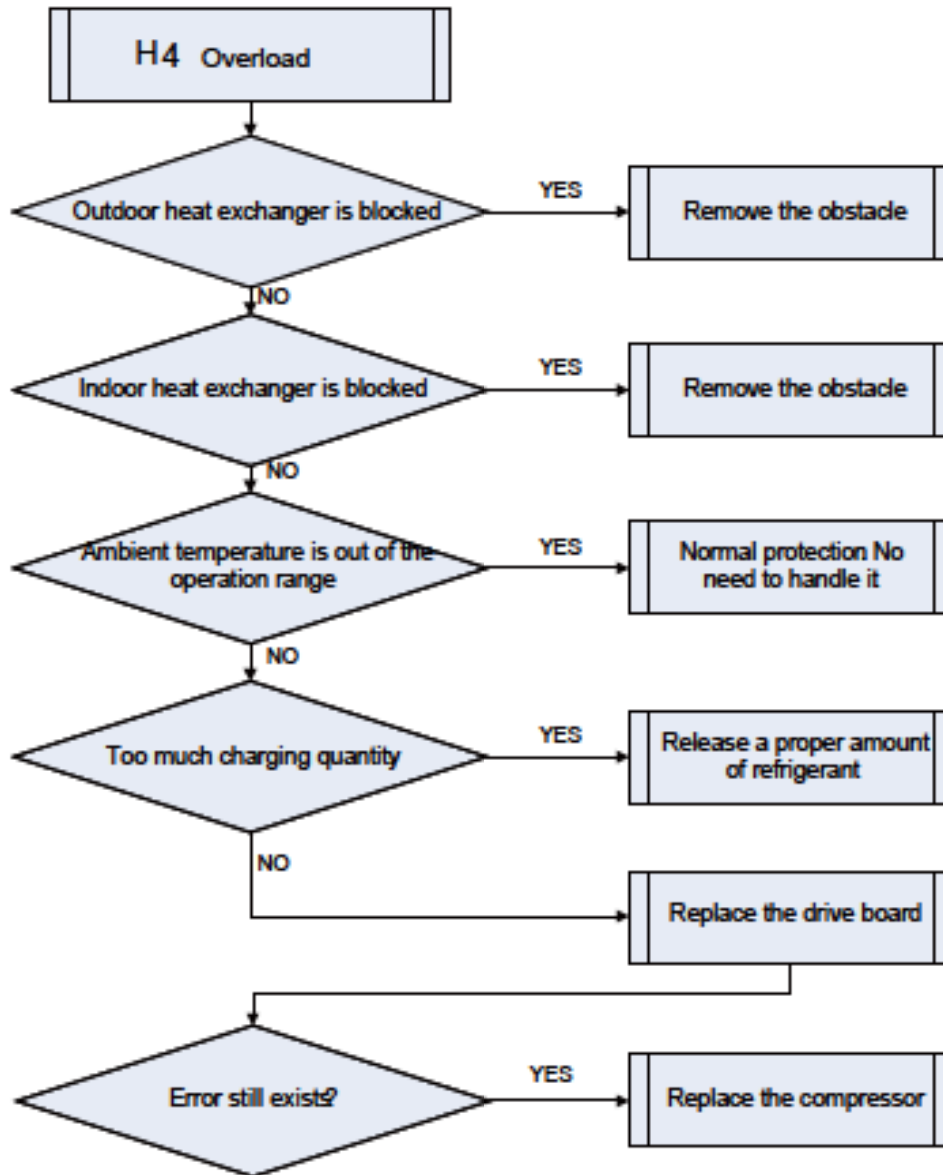 H4 Overload
Outdoor heat exchanger is blocked
YES
Remove the obstacle
NO
Indoor heat exchanger is blocked
YES
Remove the obstacle
NO
Ambient temperature is out of the
operation range
YES
Normal protection No
need to handle it
NO
Too much charging quantity
YES
Release a proper amount
of refrigerant
NO
Replace the drive board
Error still exists?
YES
Replace the compressor